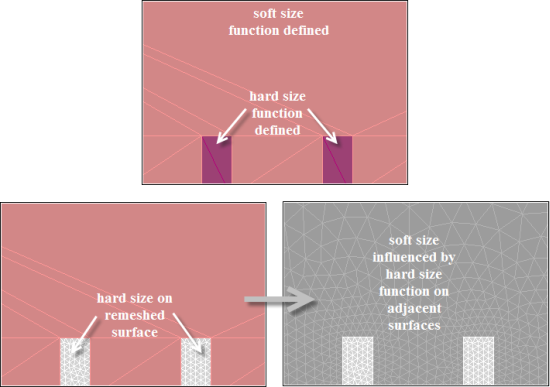 soft size
function defined
hard size
function
defined
hard size on
remeshed
surface
soft size
influenced by
hard size
function on
adjacent
surfaces